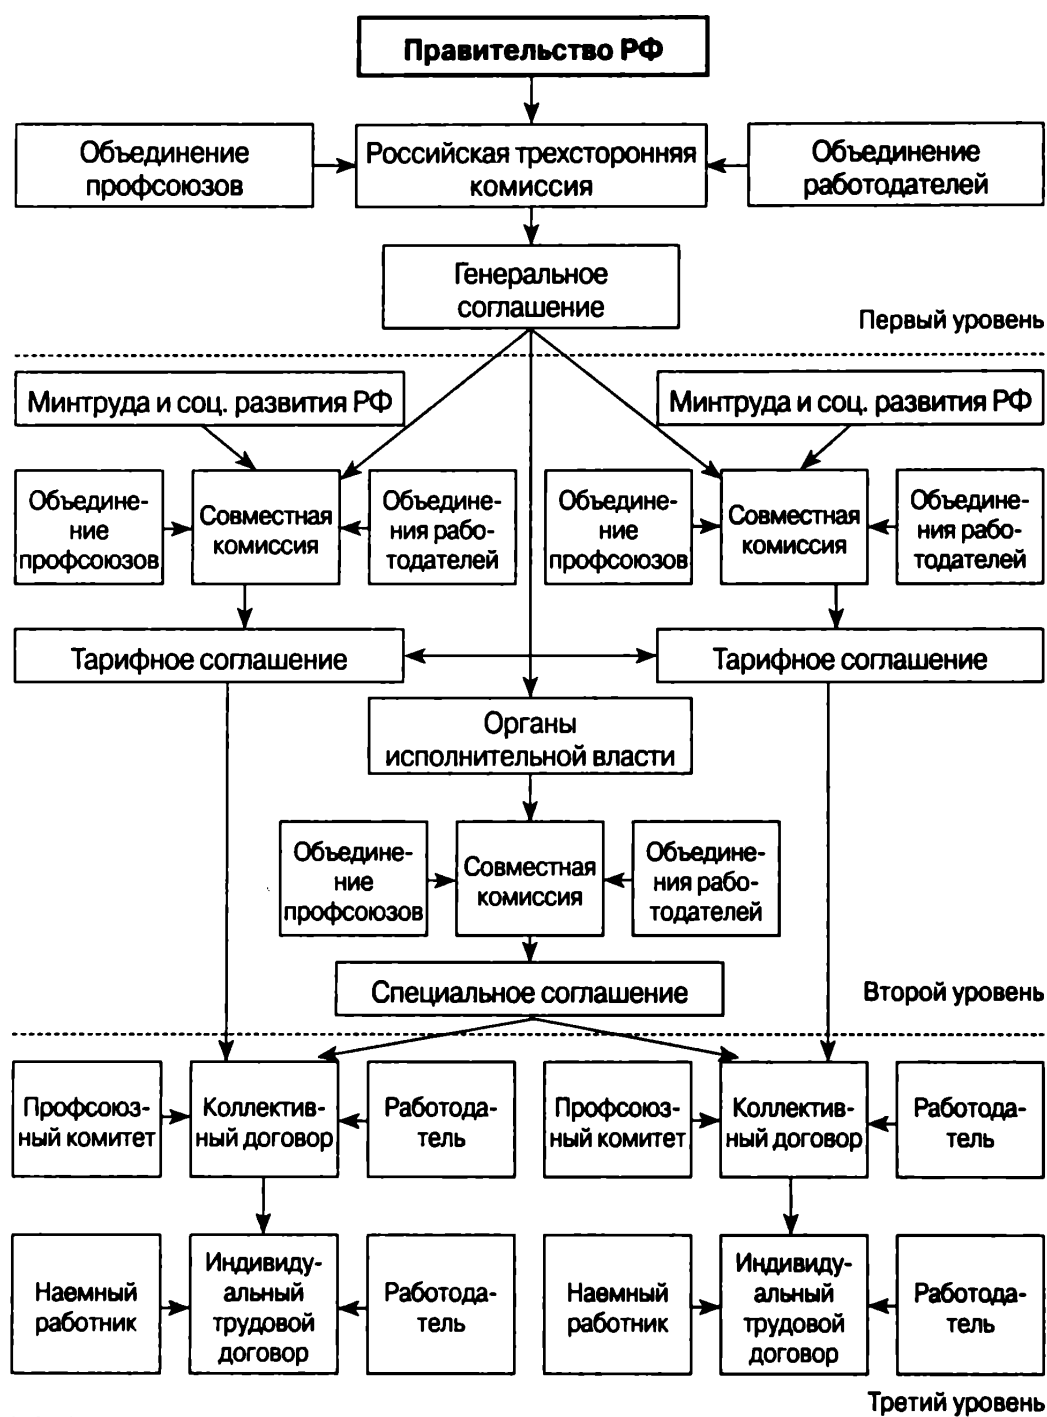 Правительство РФ
Объединение
профсоюзов
Российская трехсторонняя
комиссия
Объединение
работодателей
Генеральное
соглашение
Первый уровень
Минтруда и соц. развития РФ
Минтруда и соц. развития РФ
Объедине-
ние
профсоюзов
Совместная
комиссия
Объедине-
ния рабо-
тодателей
Объедине-
ние
профсоюзов
Совместная
комиссия
Объедине-
ния рабо-
тодателей
Тарифное соглашение
Тарифное соглашение
Органы
исполнительной власти
Объедине-
ние
профсоюзов
Совместная
комиссия
Объедине-
ния рабо-
тодателей
Специальное соглашение
Второй уровень
Профсоюз-
ный комитет
Коллектив-
ный договор
Работода-
тель
Профсоюз-
ный комитет
Коллектив-
ный договор
Работода-
тель
Наемный
работник
Индивиду-
альный
трудовой
договор
Работода-
тель
Наемный
работник
Индивиду-
альный
трудовой
договор
Работода-
тель
Третий уровень